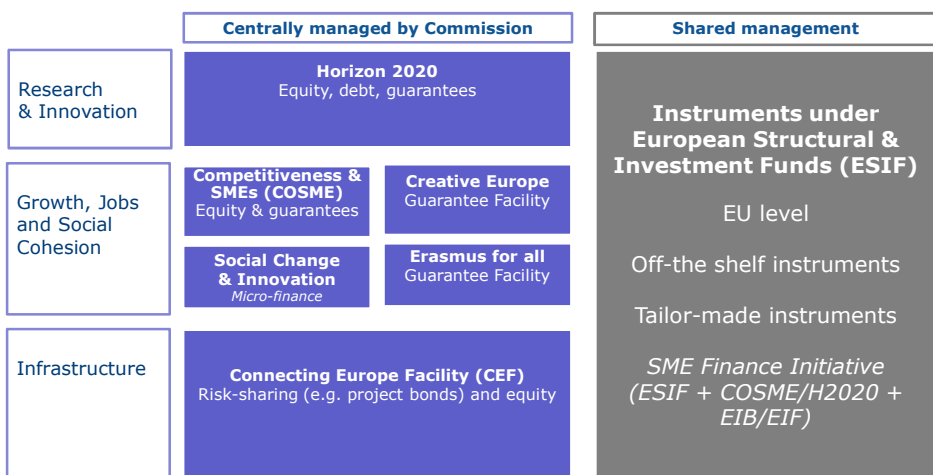 Centrally managed by Commission
Shared management
Research
& Innovation
Horizon 2020
Equity, debt, guarantees
Growth, Jobs
and Social
Cohesion
Competitiveness &
SMEs (COSME)
Equity & guarantees
Creative Europe
Guarantee Facility
Social Change
& Innovation
Micro-finance
Erasmus for all
Guarantee Facility
Infrastructure
Connecting Europe Facility (CEF)
Risk-sharing (e.g. project bonds) and equity
Instruments under
European Structural &
Investment Funds (ESIF)
EU level
Off-the shelf instruments
Tailor-made instruments
SME Finance Initiative
(ESIF + COSME/H2020 +
EIB/EIF)